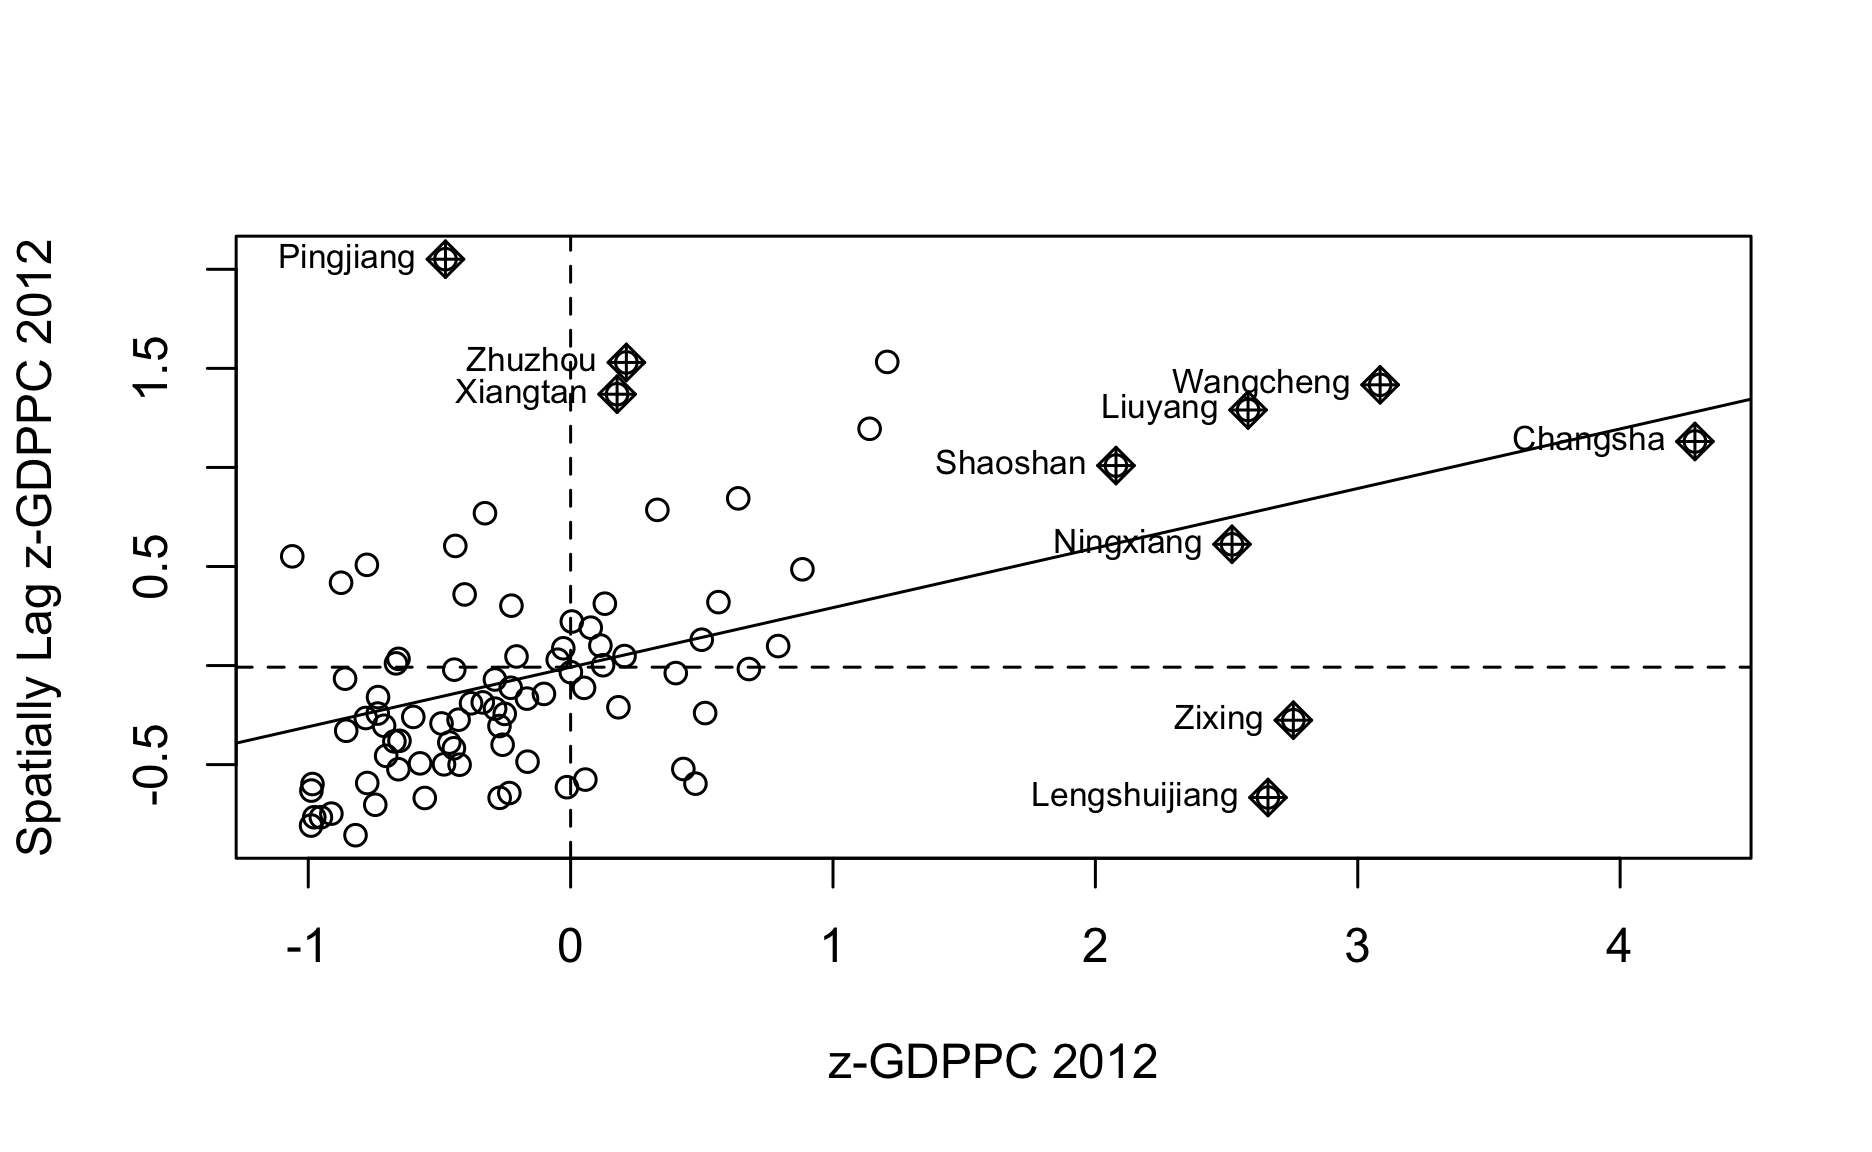 Spatially Lag z-GDPPC 2012
1.5
0.5
-0.5
Pingjiang
Zhuzhou
Xiangtan
Wangcheng
Liuyang
Changsha
Shaoshan
Ningxiang
Zixing
Lengshuijiang
-1 0 1 2 3 4
z-GDPPC 2012